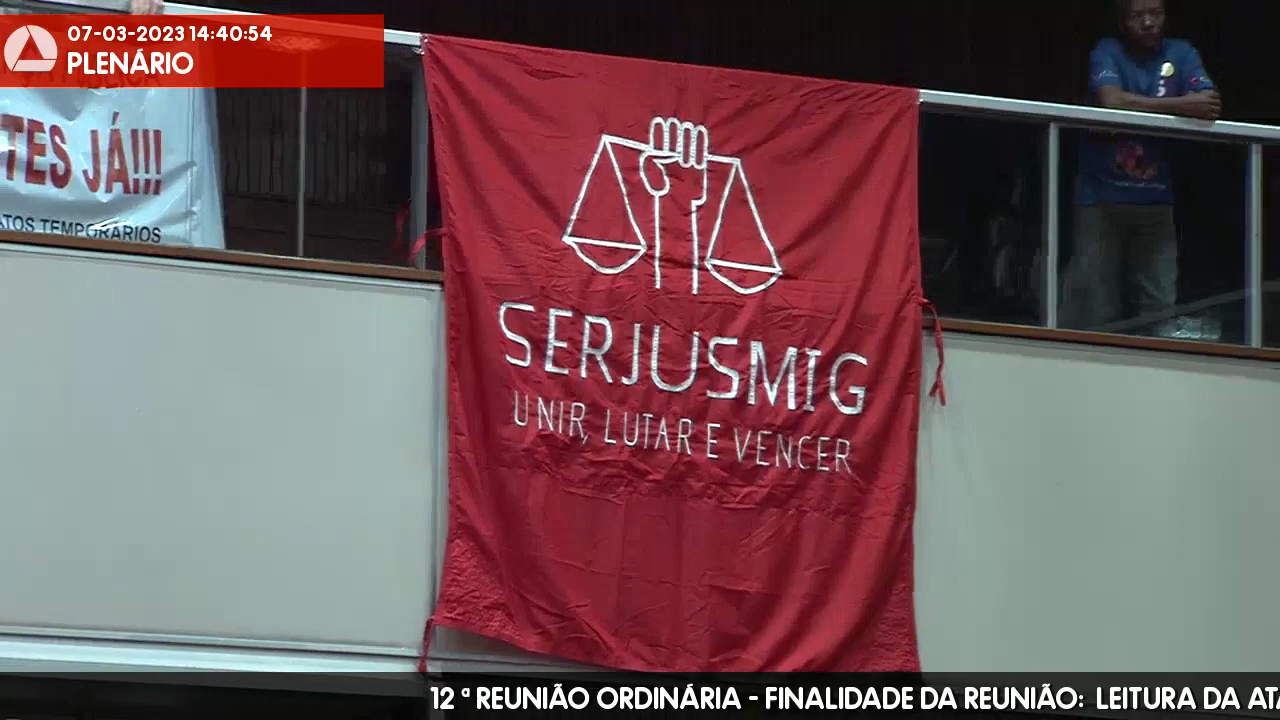 07-03-2023 14:40:54
PLENÁRIO
TES JÁ!!!
ATOS TEMPORÁRIOS
SERJUSMIG
UNIR, LUTAR E VENCER
12 ª REUNIÃO ORDINÁRIA - FINALIDADE DA REUNIÃO: LEITURA DA ATA